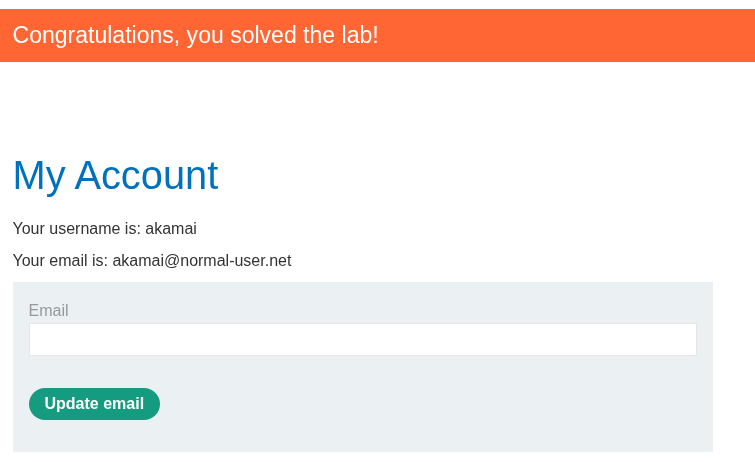 Congratulations, you solved the lab!
My Account
Your username is: akamai
Your email is: akamai@normal-user.net
Email
Update email